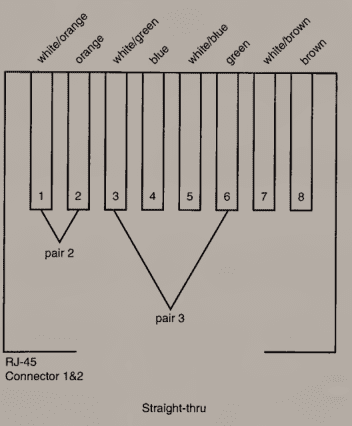 white/orange
orange
white/green
blue
white/blue
green
white/brown
brown
1 2 3 4 5 6 7 8
pair 2
pair 3
RJ-45
Connector 1&2
Straight-thru